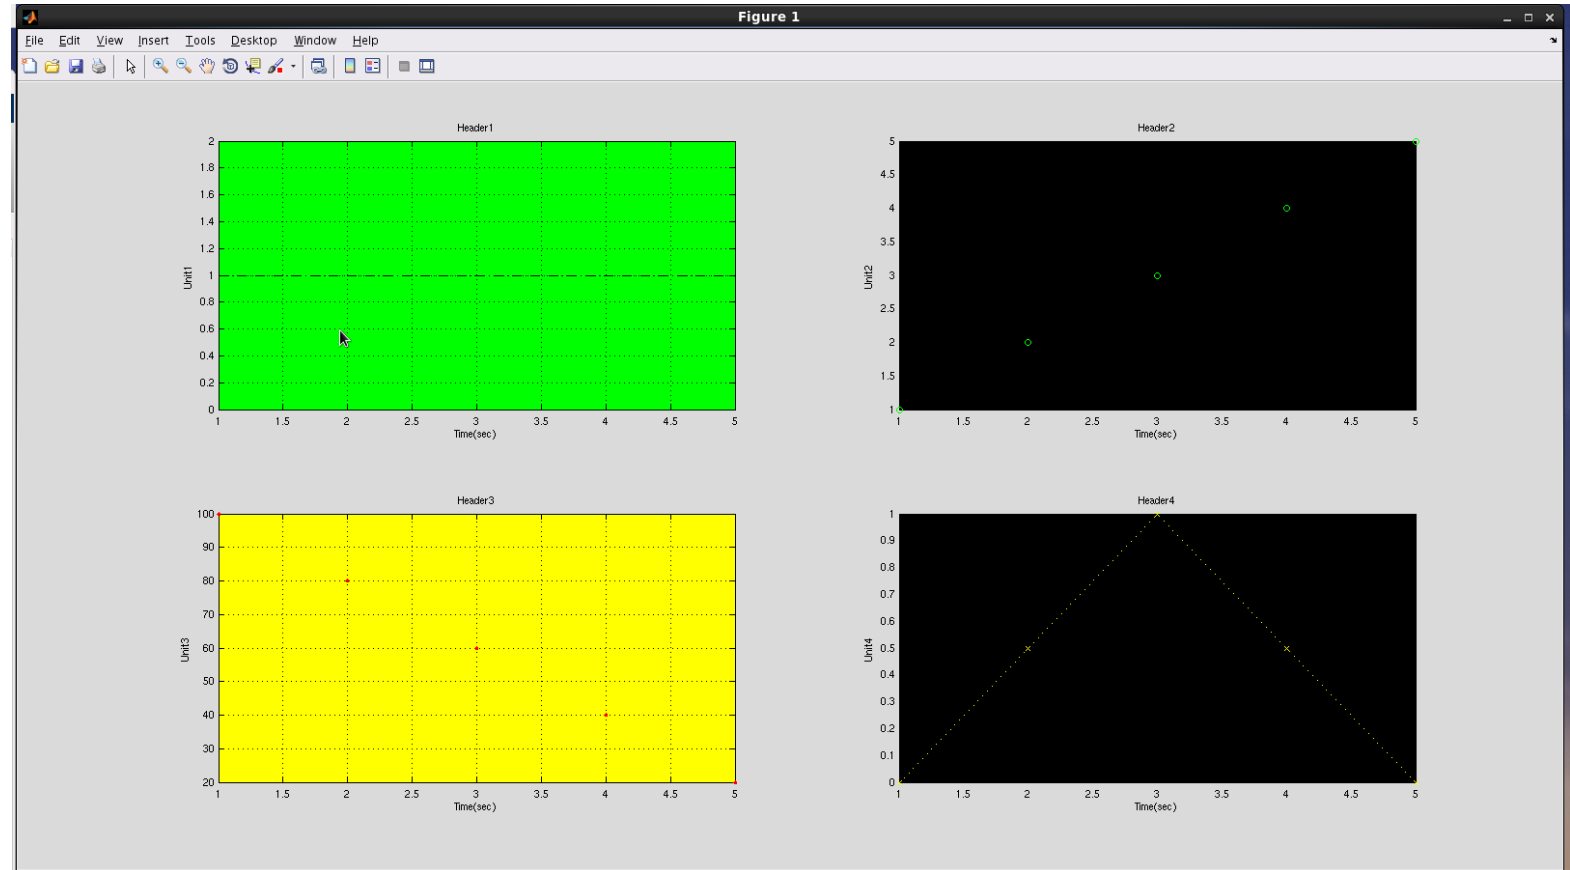 Figure 1
File Edit View Insert Tools Desktop Window Help
Header1
2
1.8
1.6
1.4
1.2
1
0.8
0.6
0.4
0.2
0
Unit1
1 1.5 2 2.5 3 3.5 4 4.5 5
Time(sec)
Header2
5
4.5
4
3.5
3
2.5
2
1.5
1
Unit2
1 1.5 2 2.5 3 3.5 4 4.5 5
Time(sec)
Header3
100
90
80
70
60
50
40
30
20
Unit3
1 1.5 2 2.5 3 3.5 4 4.5 5
Time(sec)
Header4
1
0.9
0.8
0.7
0.6
0.5
0.4
0.3
0.2
0.1
0
Unit4
1 1.5 2 2.5 3 3.5 4 4.5 5
Time(sec)